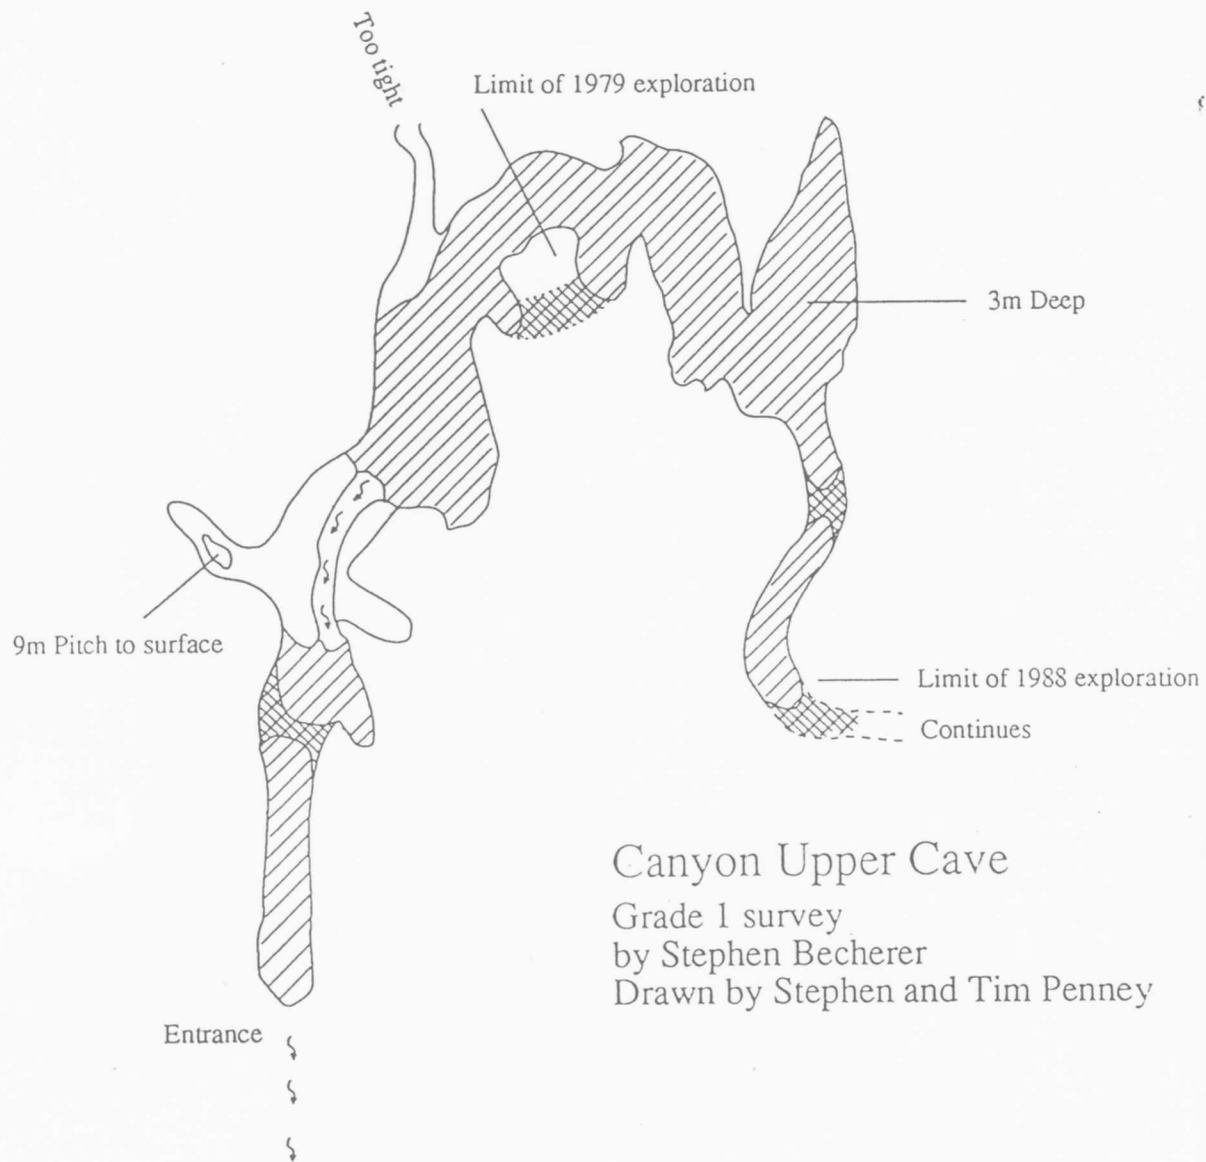 Too tight
Limit of 1979 exploration
3m Deep
9m Pitch to surface
Limit of 1988 exploration
Continues
Canyon Upper Cave
Grade 1 survey
by Stephen Becherer
Drawn by Stephen and Tim Penney
Entrance